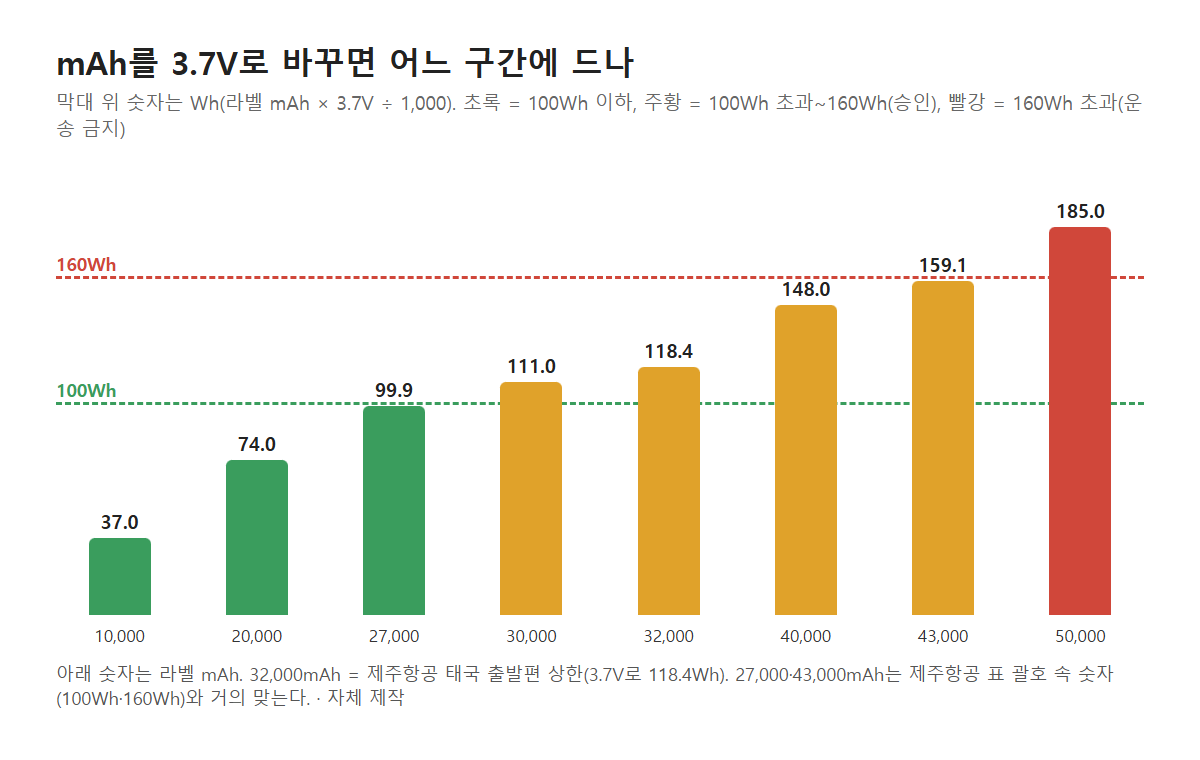 mAh를 3.7V로 바꾸면 어느 구간에 드나
막대 위 숫자는 Wh(라벨 mAh × 3.7V ÷ 1,000). 초록 = 100Wh 이하, 주황 = 100Wh 초과~160Wh(승인), 빨강 = 160Wh 초과(운
송 금지)
185.0
160Wh
159.1
148.0
118.4
111.0
100Wh
99.9
74.0
37.0
10,000 20,000 27,000 30,000 32,000 40,000 43,000 50,000
아래 숫자는 라벨 mAh. 32,000mAh = 제주항공 태국 출발편 상한(3.7V로 118.4Wh). 27,000·43,000mAh는 제주항공 표 괄호 속 숫자
(100Wh·160Wh)와 거의 맞는다. · 자체 제작